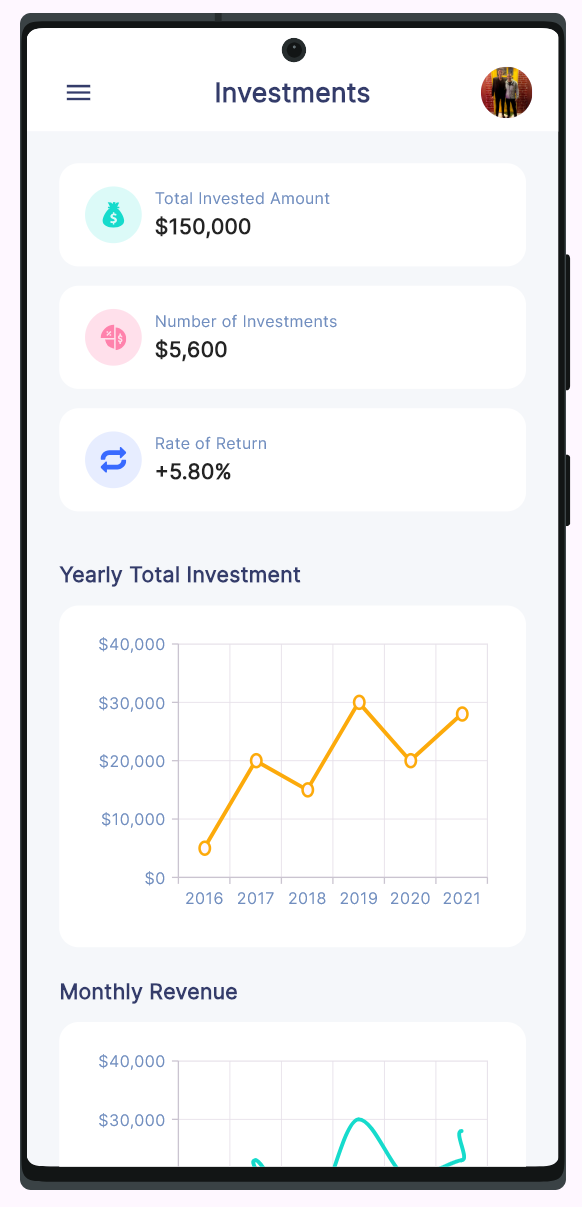 Investments
Total Invested Amount
$150,000
Number of Investments
$5,600
Rate of Return
+5.80%
Yearly Total Investment
$40,000
$30,000
$20,000
$10,000
$0
2016 2017 2018 2019 2020 2021
Monthly Revenue
$40,000
$30,000